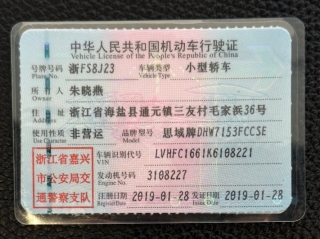 中华人民共和国机动车行驶证
Vehicle License of the People's Republic of China
号牌号码 浙FS8J23 车辆类型 小型轿车
Plate No. Vehicle Type
所有人 朱晓燕
Owner
住址 浙江省海盐县通元镇三友村毛家浜36号
Address
使用性质 非营运 品牌型号 思域牌DHW7153FCCSE
Use Character Model
浙江省嘉兴 车辆识别代号 LVHFC1661K6108221
VIN
市公安局交 发动机号码 3108227
Engine No.
通警察支队 注册日期 2019-01-28 发证日期 2019-01-28
Register Date Issue Date